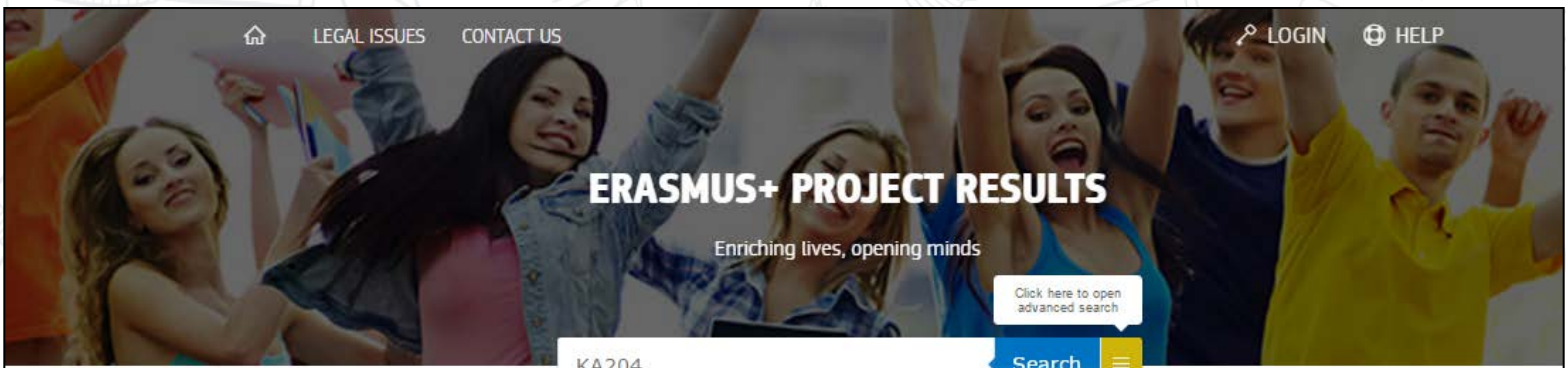 LEGAL ISSUES CONTACT US LOGIN HELP
ERASMUS+ PROJECT RESULTS
Enriching lives, opening minds
Click here to open
advanced search
KA204 Search